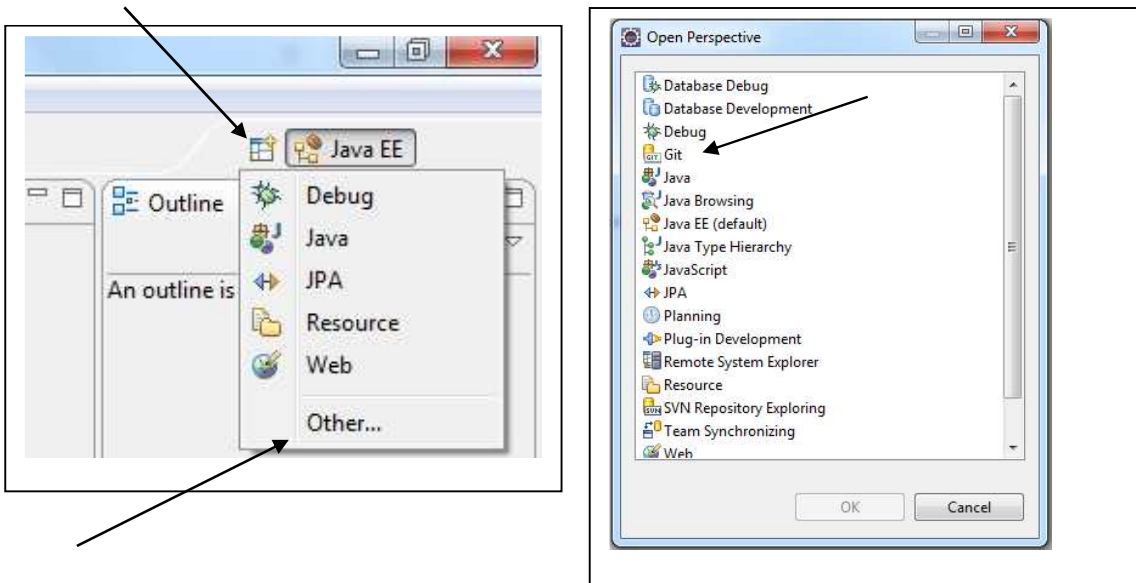 Java EE
Outline
Debug
Java
JPA
Resource
Web
Other...
An outline is
Open Perspective
Database Debug
Database Development
Debug
GIT Git
Java
Java Browsing
Java EE (default)
Java Type Hierarchy
JavaScript
JPA
Planning
Plug-in Development
Remote System Explorer
Resource
SVN SVN Repository Exploring
Team Synchronizing
Web
OK
Cancel